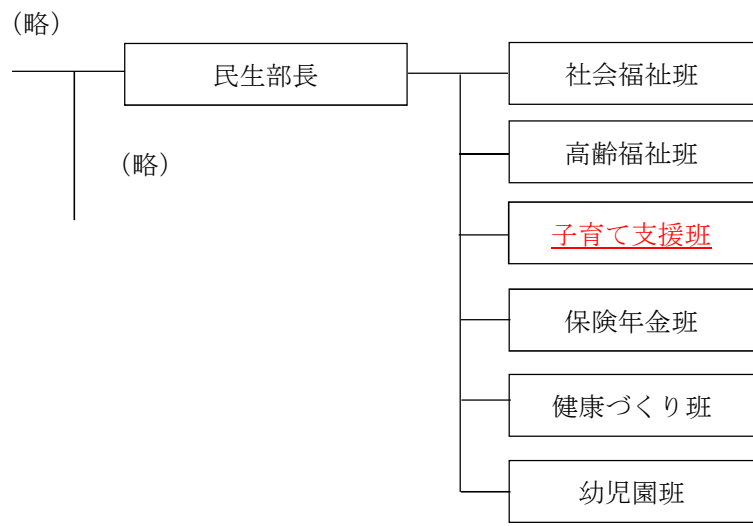 （略）
民生部長
社会福祉班
高齢福祉班
（略）
子育て支援班
保険年金班
健康づくり班
幼児園班